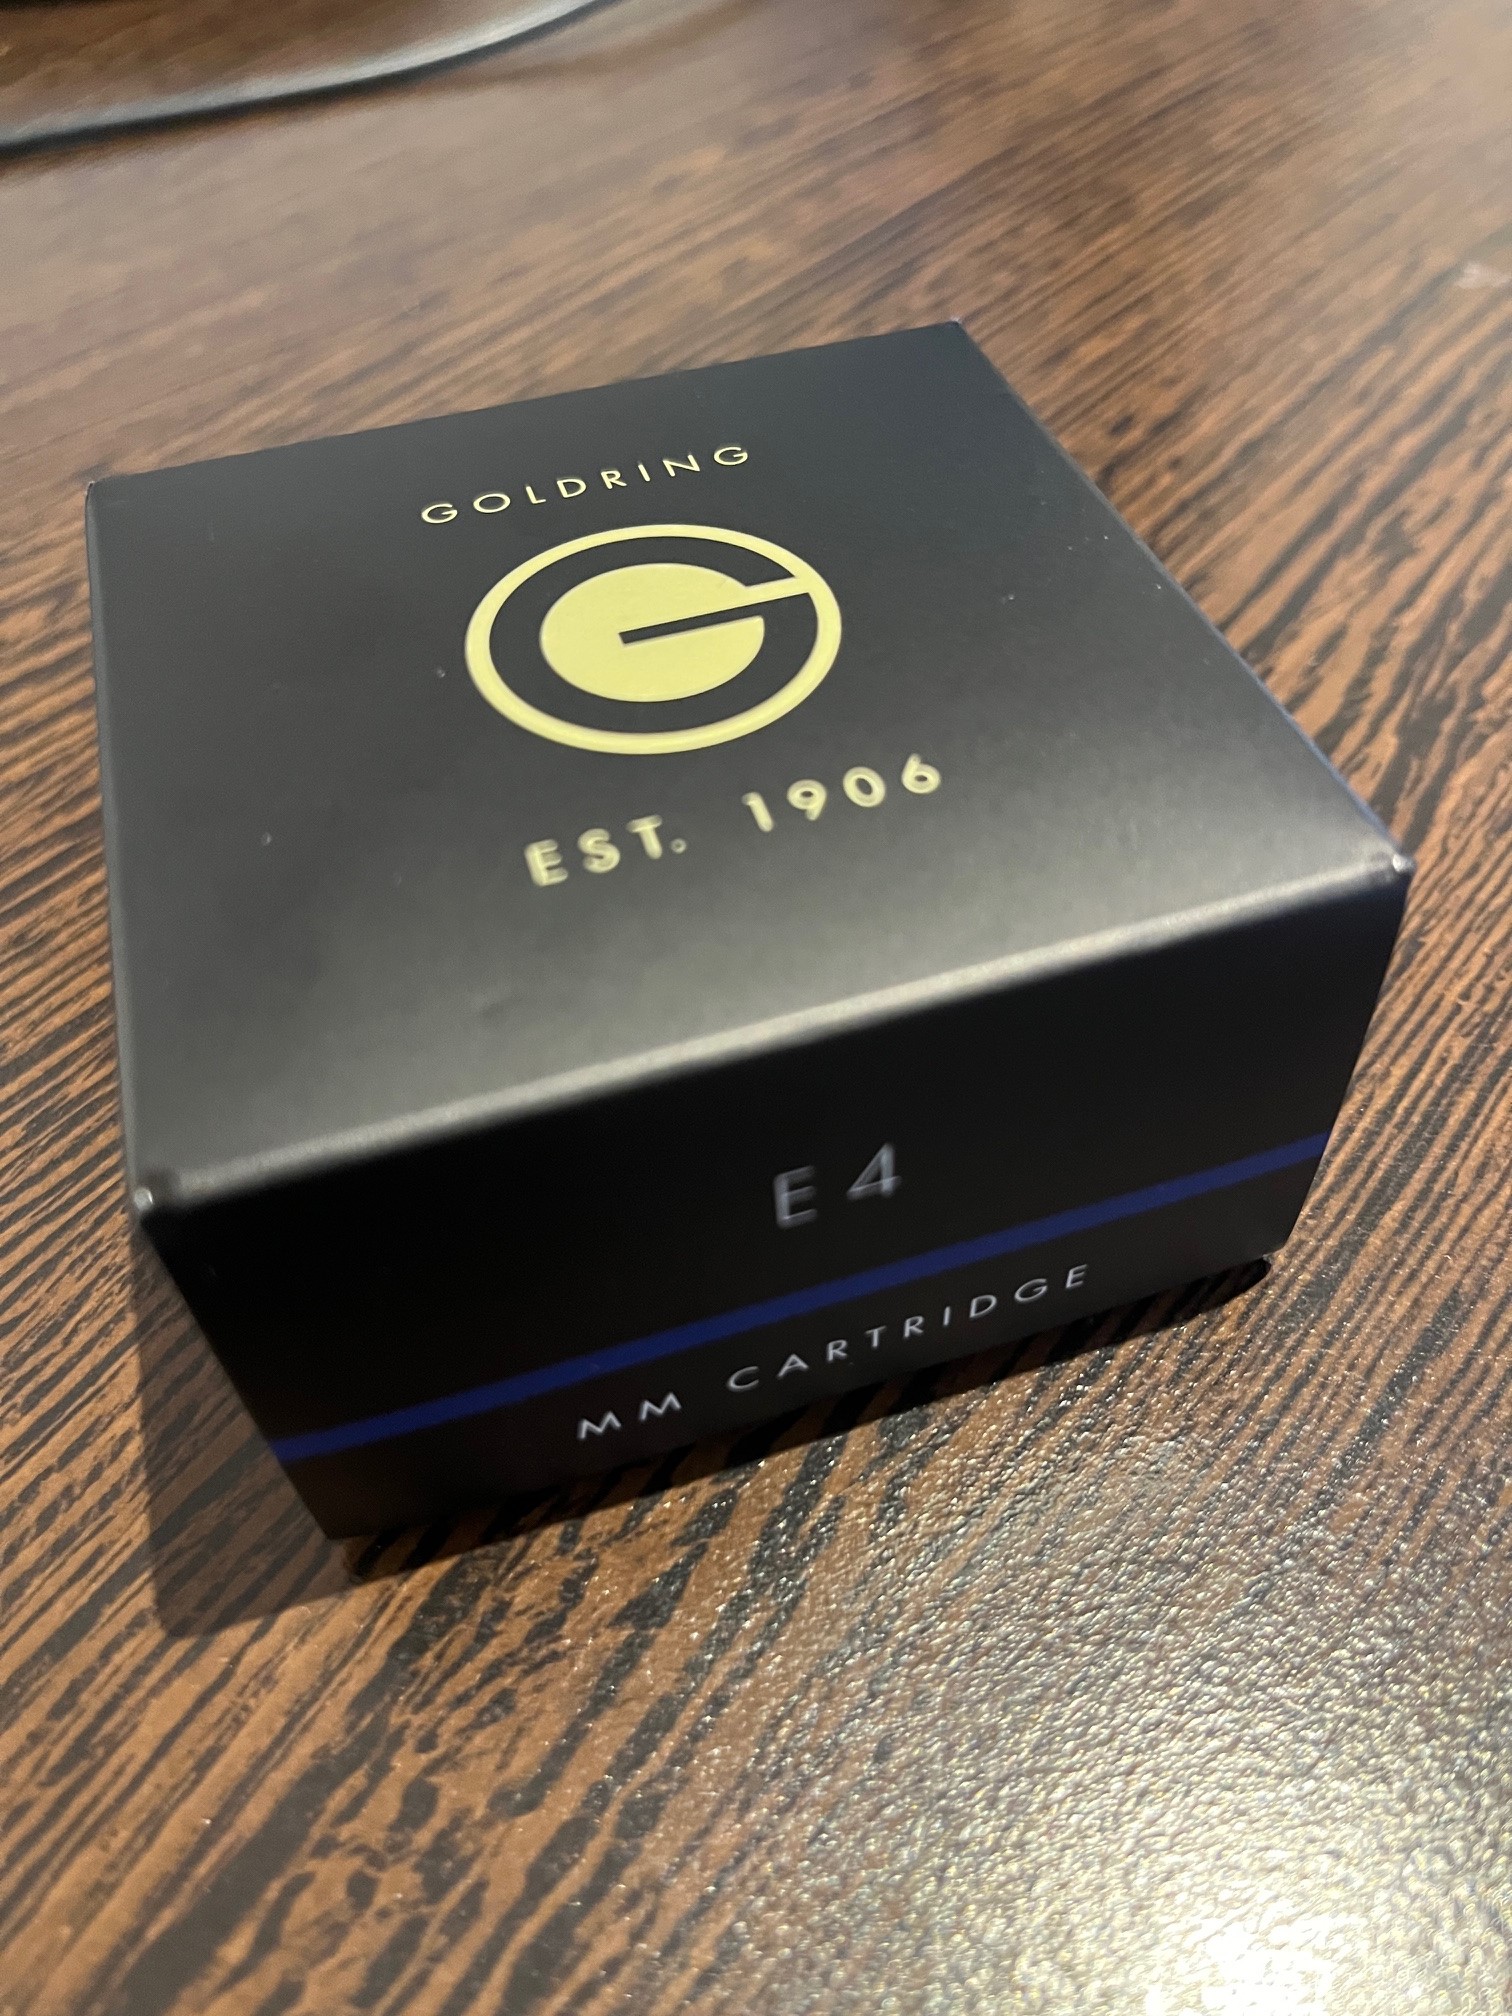 GOLDRING
EST. 1906
E4
MM CARTRIDGE